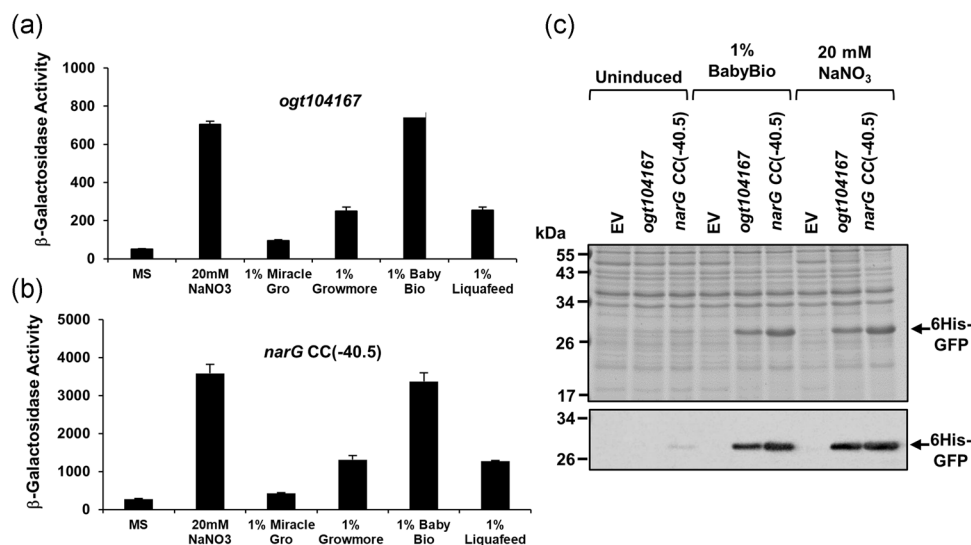 (a)
β-Galactosidase Activity
1000
800
600
400
200
0
ogt104167
MS
20mM NaNO3
1% Miracle Gro
1% Growmore
1% Baby Bio
1% Liquafeed
(b)
β-Galactosidase Activity
5000
4000
3000
2000
1000
0
narG CC(-40.5)
MS
20mM NaNO3
1% Miracle Gro
1% Growmore
1% Baby Bio
1% Liquafeed
(c)
Uninduced
1%
BabyBio
20 mM
NaNO₃
EV
ogt104167
narG CC(-40.5)
EV
ogt104167
narG CC(-40.5)
EV
ogt104167
narG CC(-40.5)
kDa
55
43
34
26
17
6His-
GFP
34
26
6His-
GFP